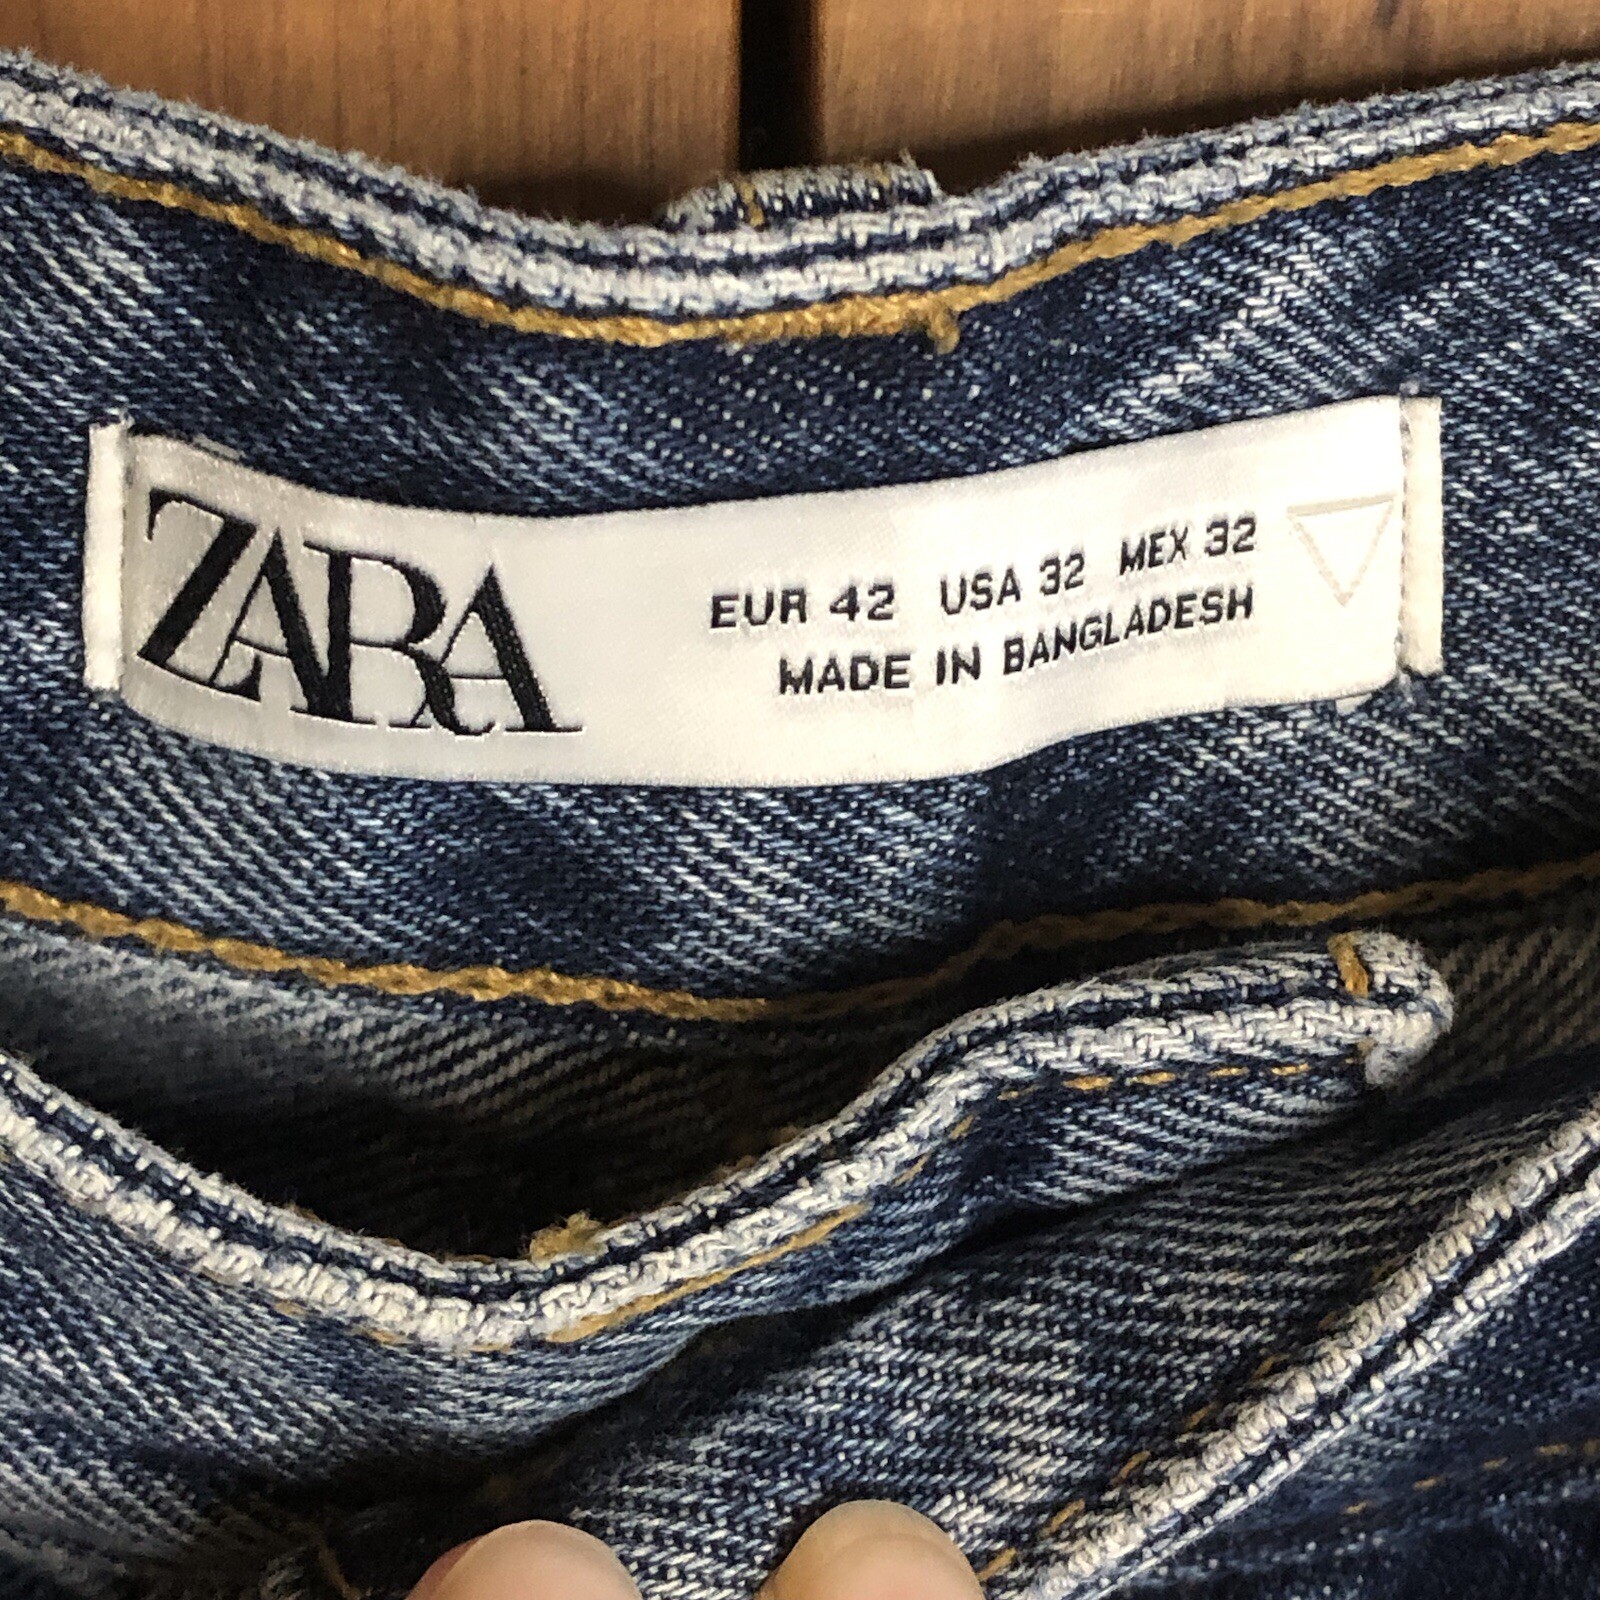 ZARA
EUR 42 USA 32 MEX 32
MADE IN BANGLADESH